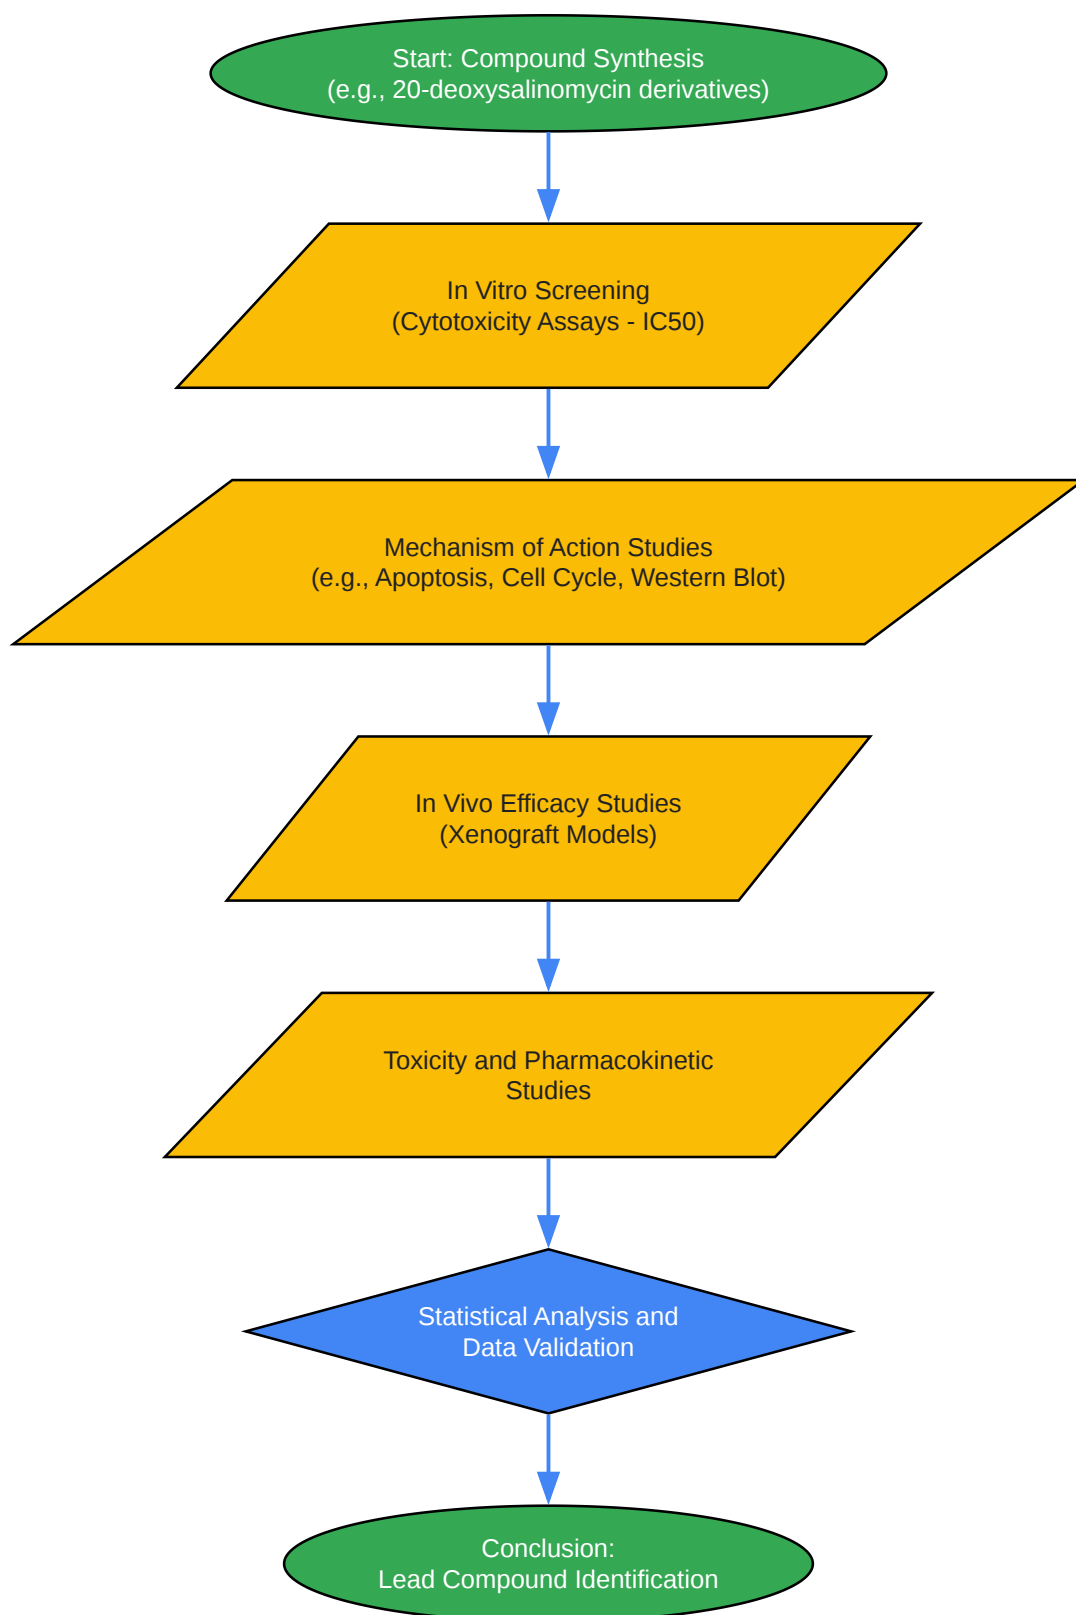 Start: Compound Synthesis
(e.g., 20-deoxysalinomycin derivatives)
In Vitro Screening
(Cytotoxicity Assays - IC50)
Mechanism of Action Studies
(e.g., Apoptosis, Cell Cycle, Western Blot)
In Vivo Efficacy Studies
(Xenograft Models)
Toxicity and Pharmacokinetic
Studies
Statistical Analysis and
Data Validation
Conclusion:
Lead Compound Identification